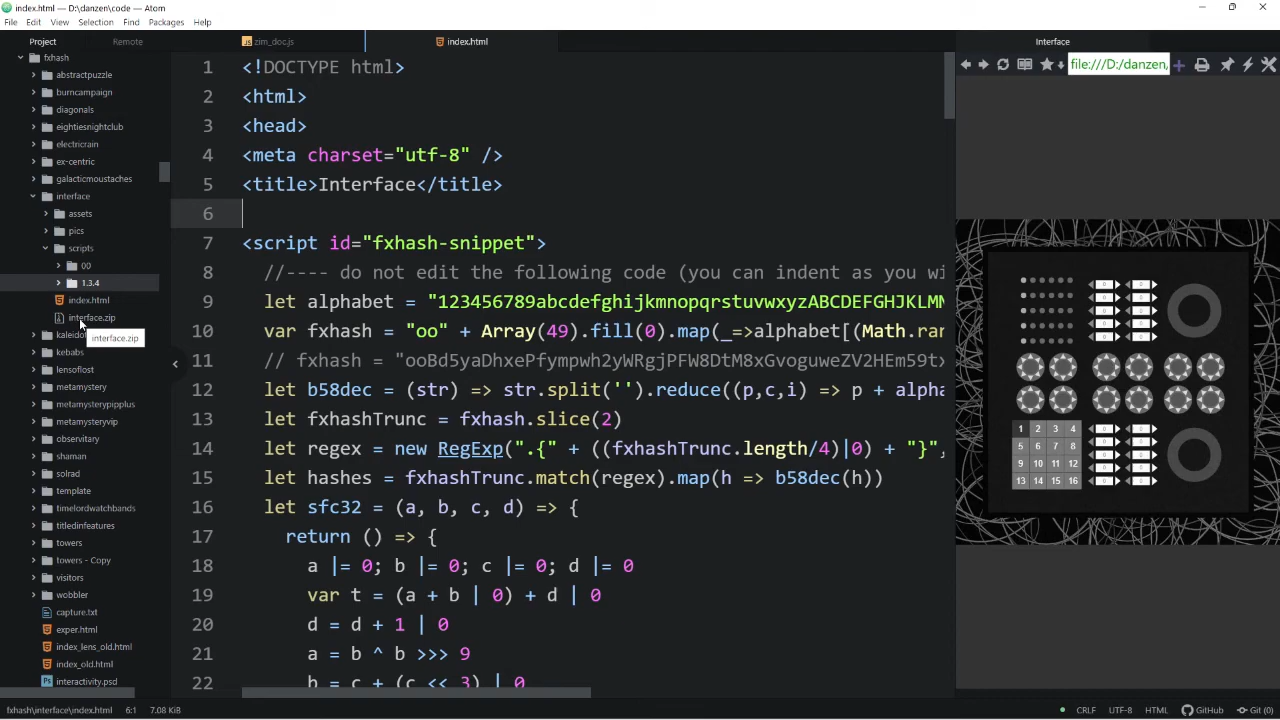 index.html — D:\danzen\code — Atom
File Edit View Selection Find Packages Help
Project Remote zim_doc.js index.html Interface
file:///D:/danzen,
fxhash
abstractpuzzle
burncampaign
diagonals
eightiesnightclub
electricrain
ex-centric
galacticmoustaches
interface
assets
pics
scripts
00
1.3.4
index.html
interface.zip
interface.zip
kaleido
kebabs
lensoflost
metamystery
metamysterypipplus
metamysteryvip
observitary
shaman
solrad
template
timelordwatchbands
titledinfeatures
towers
towers - Copy
visitors
wobbler
capture.txt
exper.html
index_lens_old.html
index_old.html
interactivity.psd
1 <!DOCTYPE html>
2 <html>
3 <head>
4 <meta charset="utf-8" />
5 <title>Interface</title>
6
7 <script id="fxhash-snippet">
8 //---- do not edit the following code (you can indent as you wi
9 let alphabet = "123456789abcdefghijkmnopqrstuvwxyzABCDEFGHJKLMN
10 var fxhash = "oo" + Array(49).fill(0).map(_=>alphabet[(Math.ran
11 // fxhash = "ooBd5yaDhxePfympwh2yWRgjPFW8DtM8xGvoguweZV2HEm59tx
12 let b58dec = (str) => str.split('').reduce((p,c,i) => p + alpha
13 let fxhashTrunc = fxhash.slice(2)
14 let regex = new RegExp(".{" + ((fxhashTrunc.length/4)|0) + "}",
15 let hashes = fxhashTrunc.match(regex).map(h => b58dec(h))
16 let sfc32 = (a, b, c, d) => {
17 return () => {
18 a |= 0; b |= 0; c |= 0; d |= 0
19 var t = (a + b | 0) + d | 0
20 d = d + 1 | 0
21 a = b ^ b >>> 9
22 b = c + (c << 3) | 0
1 2 3 4
5 6 7 8
9 10 11 12
13 14 15 16
fxhash\interface\index.html 6:1 7.08 KiB CRLF UTF-8 HTML GitHub Git (0)